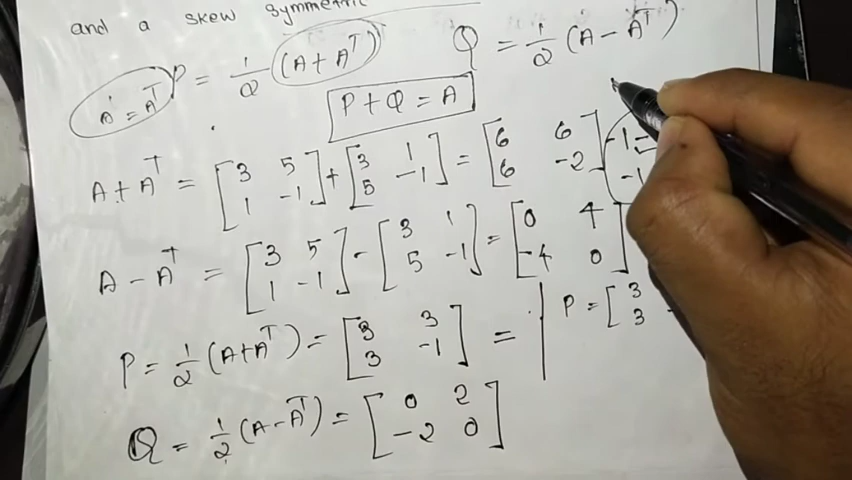 and a skew symmetric
A' = Aᵀ P = 1/2 (A + Aᵀ) Q = 1/2 (A - Aᵀ)
P + Q = A
A + Aᵀ = [3 5; 1 -1] + [3 1; 5 -1] = [6 6; 6 -2] -1-
-1
A - Aᵀ = [3 5; 1 -1] - [3 1; 5 -1] = [0 4; -4 0]
P = 1/2 (A + Aᵀ) = [3 3; 3 -1] = P = [3; 3
Q = 1/2 (A - Aᵀ) = [0 2; -2 0]